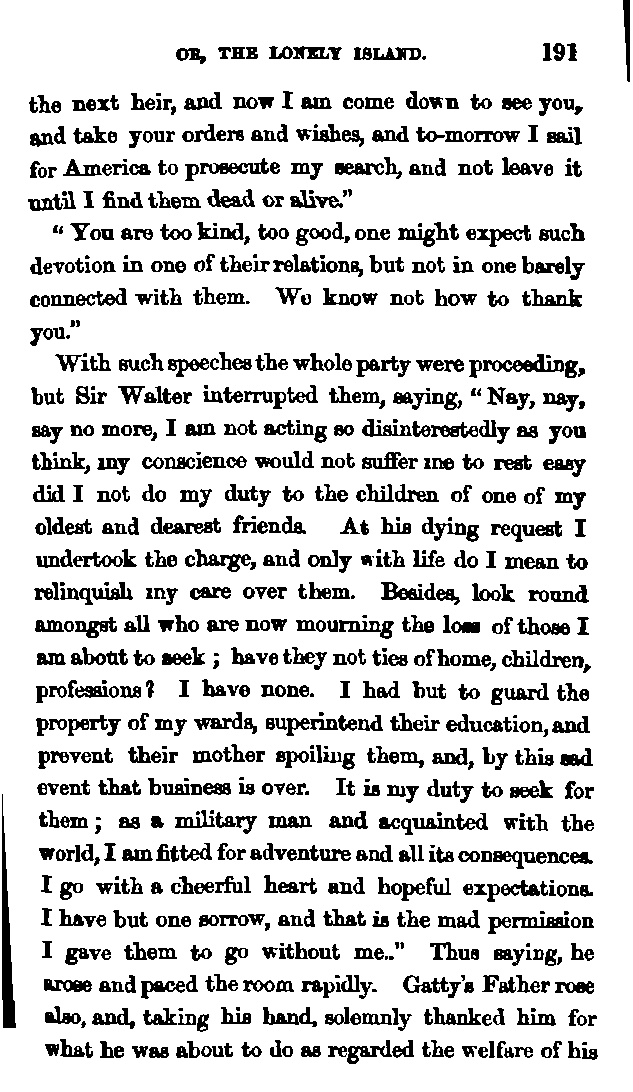 OR, THE LONELY ISLAND. 191
the next heir, and now I am come down to see you,
and take your orders and wishes, and to-morrow I sail
for America to prosecute my search, and not leave it
until I find them dead or alive."
" You are too kind, too good, one might expect such
devotion in one of their relations, but not in one barely
connected with them. We know not how to thank
you."
With such speeches the whole party were proceeding,
but Sir Walter interrupted them, saying, " Nay, nay,
say no more, I am not acting so disinterestedly as you
think, my conscience would not suffer me to rest easy
did I not do my duty to the children of one of my
oldest and dearest friends. At his dying request I
undertook the charge, and only with life do I mean to
relinquish my care over them. Besides, look round
amongst all who are now mourning the loss of those I
am about to seek ; have they not ties of home, children,
professions? I have none. I had but to guard the
property of my wards, superintend their education, and
prevent their mother spoiling them, and, by this sad
event that business is over. It is my duty to seek for
them ; as a military man and acquainted with the
world, I am fitted for adventure and all its consequences.
I go with a cheerful heart and hopeful expectations.
I have but one sorrow, and that is the mad permission
I gave them to go without me.." Thus saying, he
arose and paced the room rapidly. Gatty's Father rose
also, and, taking his hand, solemnly thanked him for
what he was about to do as regarded the welfare of his